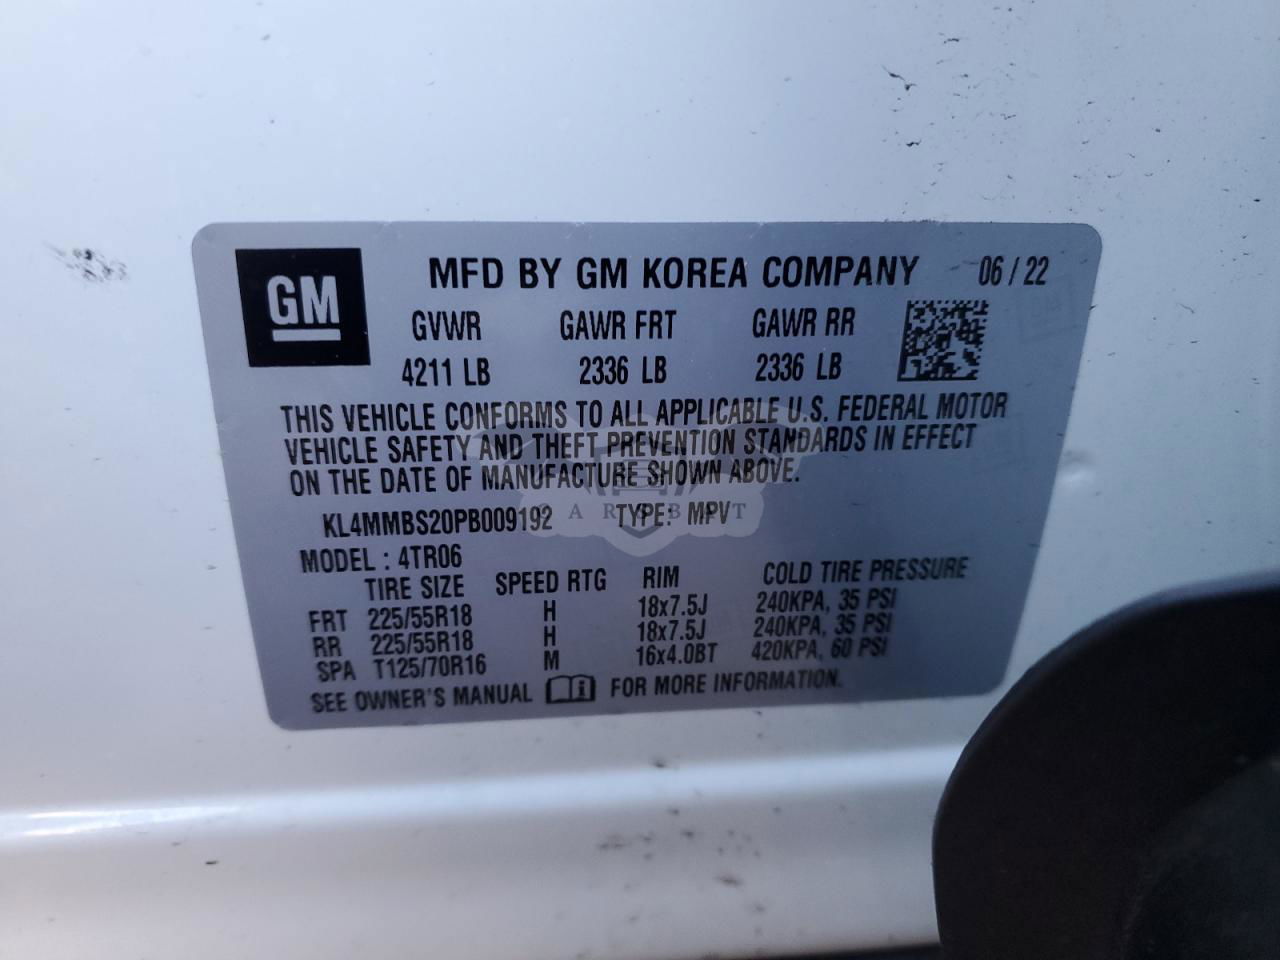 GM
MFD BY GM KOREA COMPANY 06 / 22
GVWR GAWR FRT GAWR RR
4211 LB 2336 LB 2336 LB
THIS VEHICLE CONFORMS TO ALL APPLICABLE U.S. FEDERAL MOTOR
VEHICLE SAFETY AND THEFT PREVENTION STANDARDS IN EFFECT
ON THE DATE OF MANUFACTURE SHOWN ABOVE.
KL4MMBS20PB009192 TYPE: MPV
CARSBAT
MODEL : 4TR06
TIRE SIZE SPEED RTG RIM COLD TIRE PRESSURE
FRT 225/55R18 H 18x7.5J 240KPA, 35 PSI
RR 225/55R18 H 18x7.5J 240KPA, 35 PSI
SPA T125/70R16 M 16x4.0BT 420KPA, 60 PSI
SEE OWNER'S MANUAL FOR MORE INFORMATION.